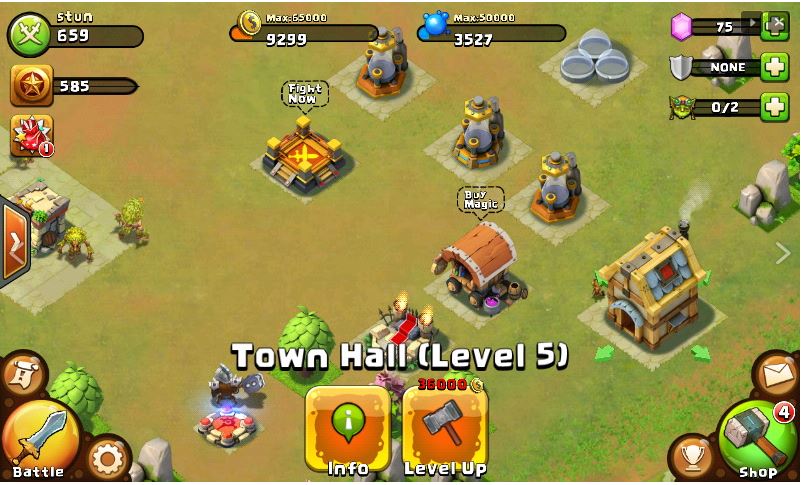 stun
659
Max:65000
9299
Max:50000
3527
75
585
NONE
0/2
1
Fight
Now
Buy
Magic
Town Hall (Level 5)
36000
Info
Level Up
Battle
4
Shop